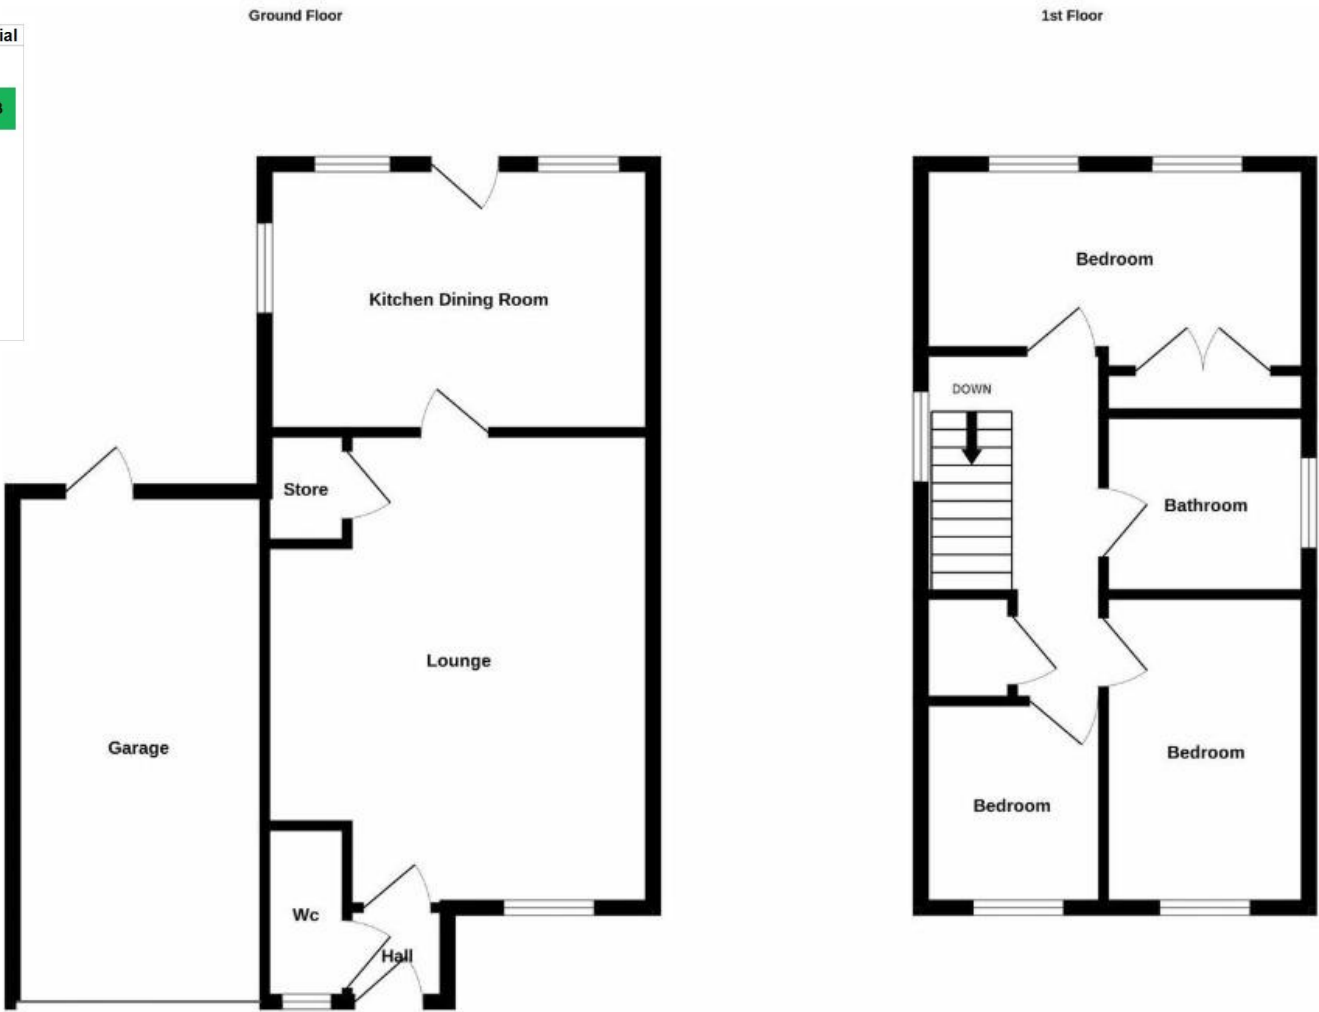 Ground Floor
1st Floor
ial
Kitchen Dining Room
Store
Lounge
Garage
Wc
Hall
Bedroom
DOWN
Bathroom
Bedroom
Bedroom